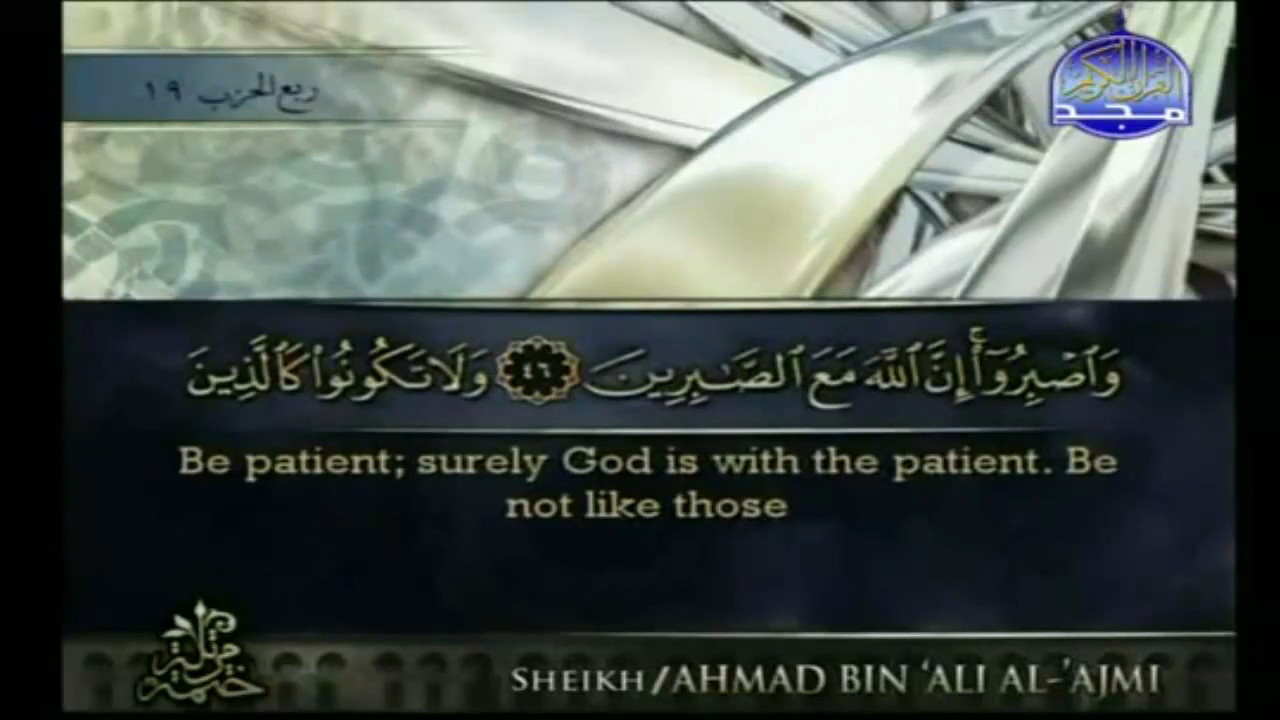 ربع الحزب ١٩
القرآن الكريم
مجد
وَٱصْبِرُوٓا۟ۚ إِنَّ ٱللَّهَ مَعَ ٱلصَّـٰبِرِينَ ٤٦ وَلَا تَكُونُوا۟ كَٱلَّذِينَ
Be patient; surely God is with the patient. Be
not like those
ختمة مرتلة
SHEIKH/AHMAD BIN ‘ALI AL-’AJMI